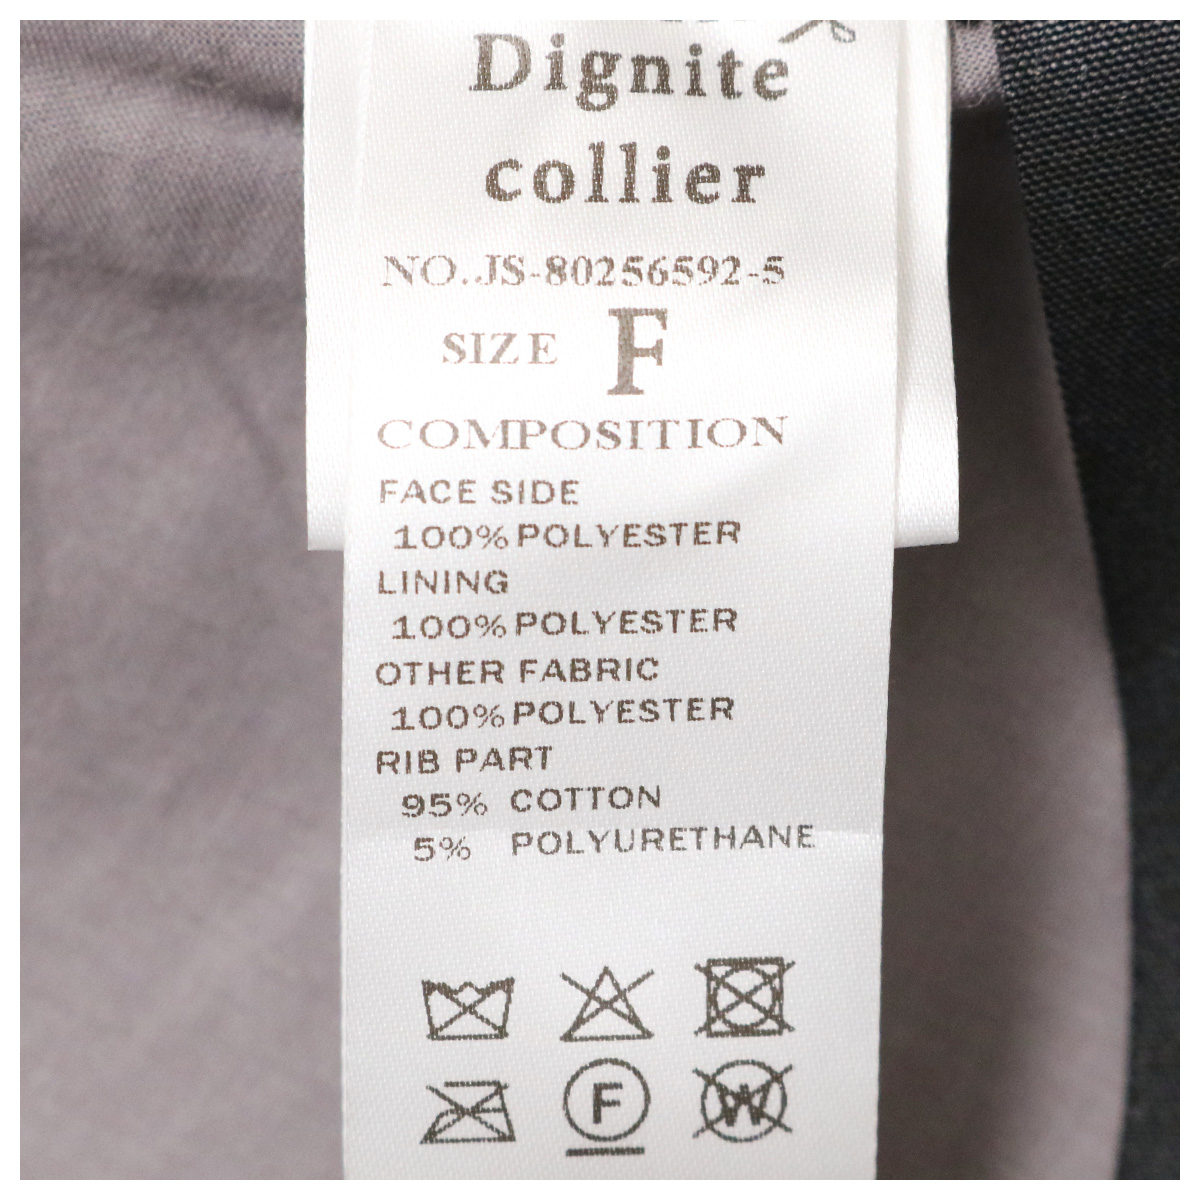 Dignite
collier
NO.JS-80256592-5
SIZE F
COMPOSITION
FACE SIDE
100% POLYESTER
LINING
100% POLYESTER
OTHER FABRIC
100% POLYESTER
RIB PART
95% COTTON
5% POLYURETHANE
F W